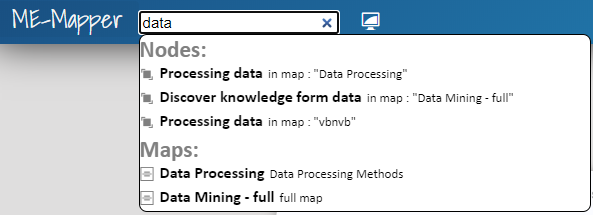 ME-Mapper data
Nodes:
Processing data in map : "Data Processing"
Discover knowledge form data in map : "Data Mining - full"
Processing data in map : "vbnvb"
Maps:
Data Processing Data Processing Methods
Data Mining - full full map